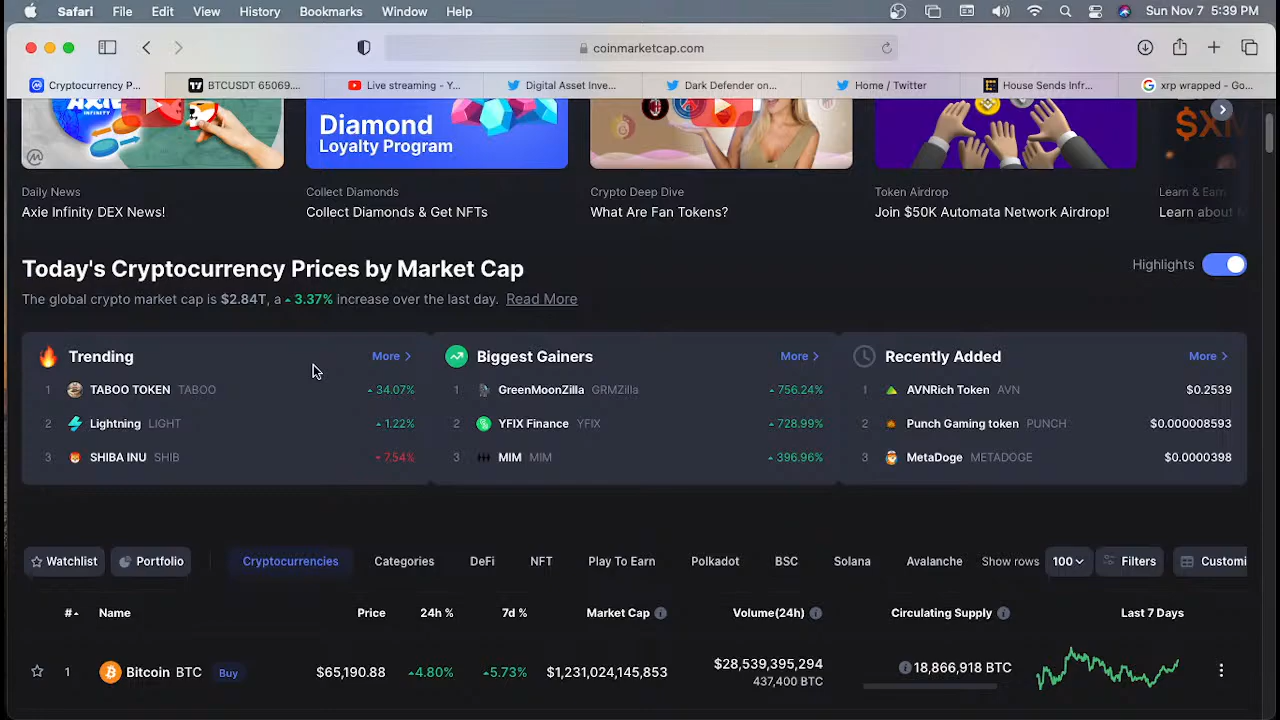 Safari File Edit View History Bookmarks Window Help Sun Nov 7 5:39 PM
coinmarketcap.com
Cryptocurrency P... BTCUSDT 65069.... Live streaming - Y... Digital Asset Inve... Dark Defender on... Home / Twitter House Sends Infr... xrp wrapped - Go...
Diamond
Loyalty Program
$XM
Daily News Collect Diamonds Crypto Deep Dive Token Airdrop Learn & Earn
Axie Infinity DEX News! Collect Diamonds & Get NFTs What Are Fan Tokens? Join $50K Automata Network Airdrop! Learn about
Today's Cryptocurrency Prices by Market Cap Highlights
The global crypto market cap is $2.84T, a 3.37% increase over the last day. Read More
Trending More > Biggest Gainers More > Recently Added More >
1 TABOO TOKEN TABOO 34.07% 1 GreenMoonZilla GRMZilla 756.24% 1 AVNRich Token AVN $0.2539
2 Lightning LIGHT 1.22% 2 YFIX Finance YFIX 728.99% 2 Punch Gaming token PUNCH $0.000008593
3 SHIBA INU SHIB 7.54% 3 MIM MIM 396.96% 3 MetaDoge METADOGE $0.0000398
Watchlist Portfolio Cryptocurrencies Categories DeFi NFT Play To Earn Polkadot BSC Solana Avalanche Show rows 100 Filters Customi
# Name Price 24h % 7d % Market Cap Volume(24h) Circulating Supply Last 7 Days
1 Bitcoin BTC Buy $65,190.88 4.80% 5.73% $1,231,024,145,853 $28,539,395,294 18,866,918 BTC
437,400 BTC